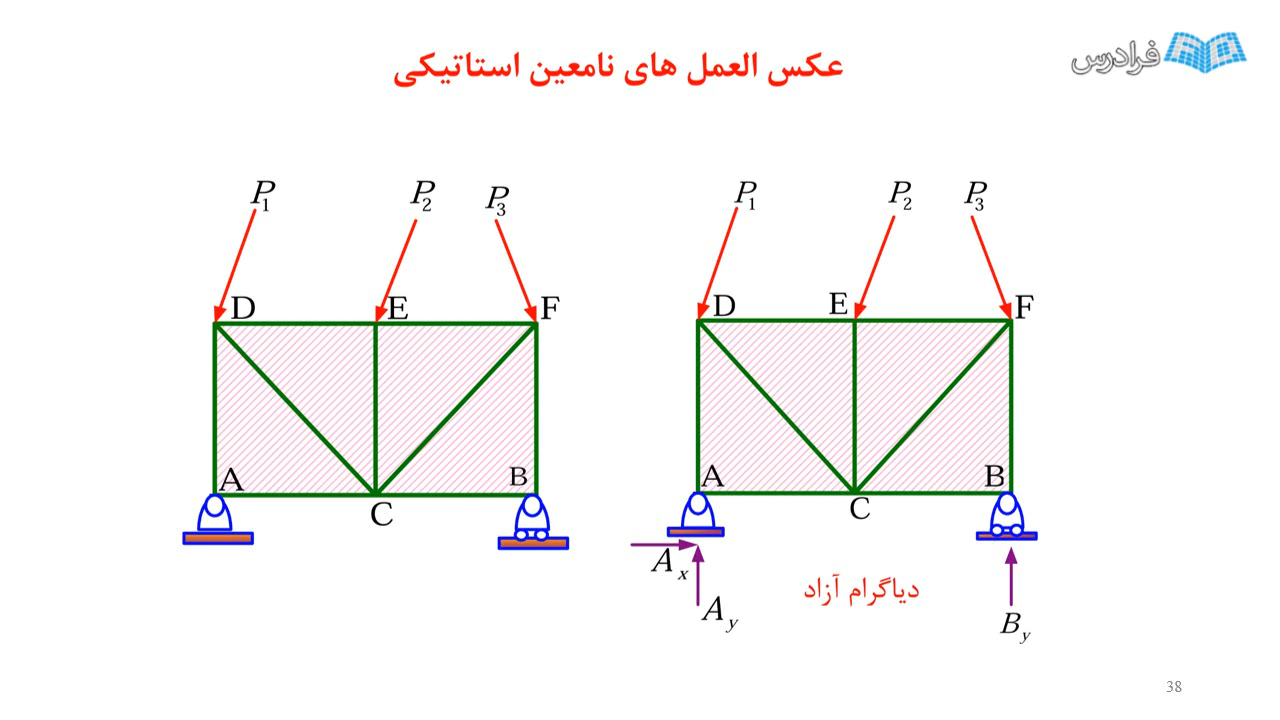 فرادرس
عکس العمل های نامعین استاتیکی
P1 P2 P3
D E F
A C B
P1 P2 P3
D E F
A C B
Ax
Ay
دیاگرام آزاد
By
38